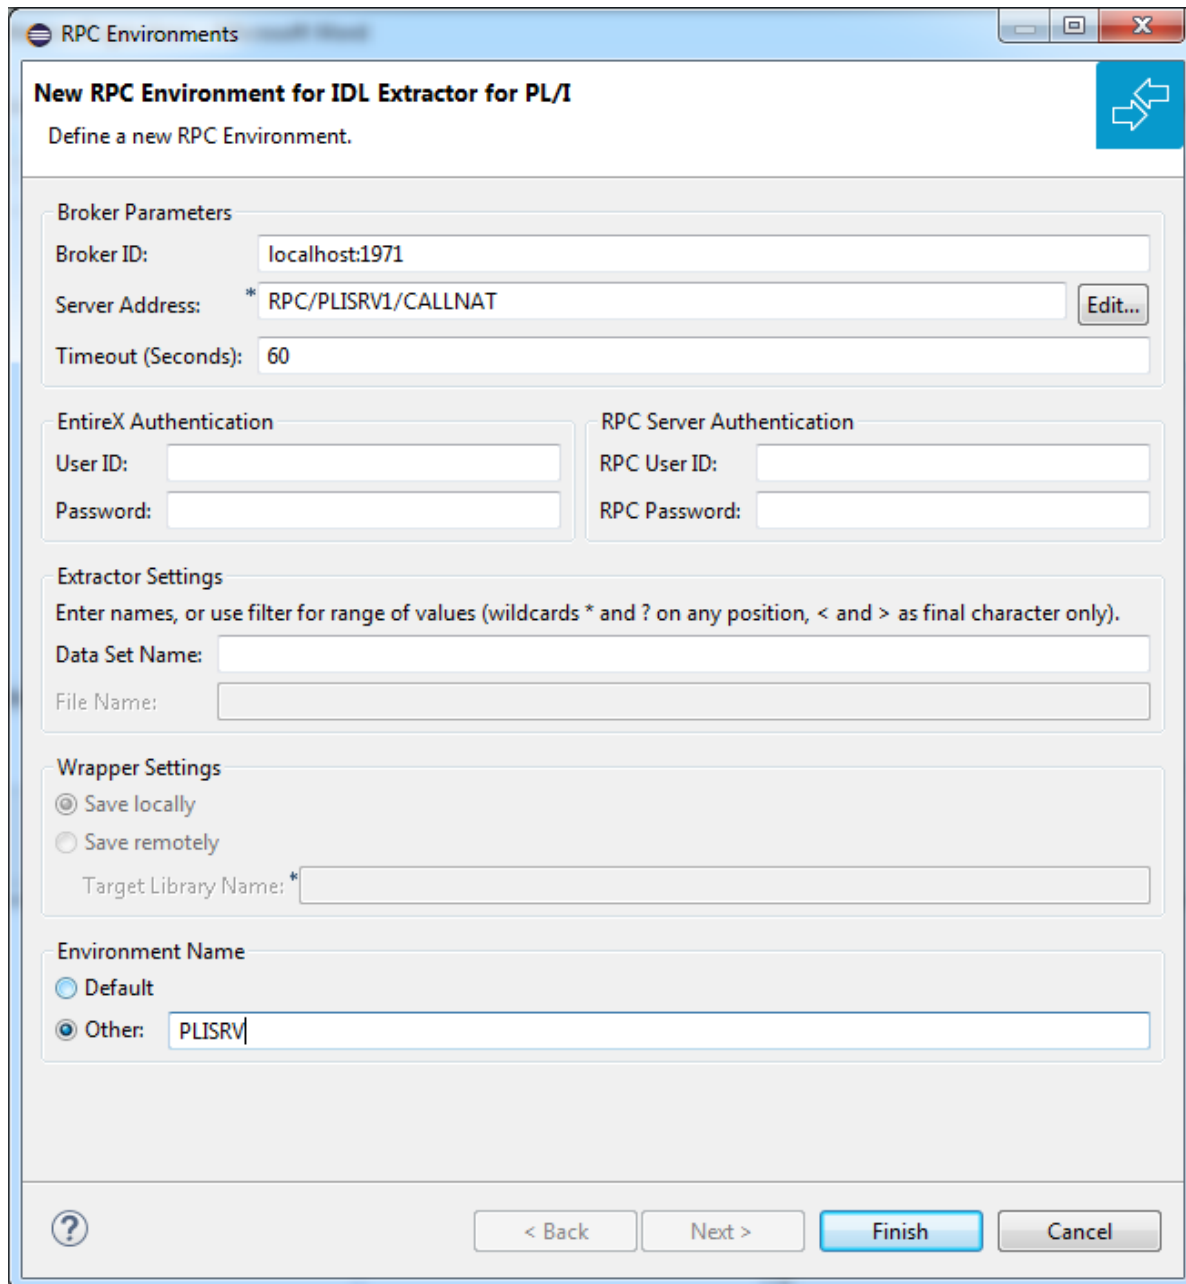 RPC Environments
New RPC Environment for IDL Extractor for PL/I
Define a new RPC Environment.
Broker Parameters
Broker ID: localhost:1971
Server Address: * RPC/PLISRV1/CALLNAT Edit...
Timeout (Seconds): 60
EntireX Authentication RPC Server Authentication
User ID: RPC User ID:
Password: RPC Password:
Extractor Settings
Enter names, or use filter for range of values (wildcards * and ? on any position, < and > as final character only).
Data Set Name:
File Name:
Wrapper Settings
Save locally
Save remotely
Target Library Name: *
Environment Name
Default
Other: PLISRV
? < Back Next > Finish Cancel